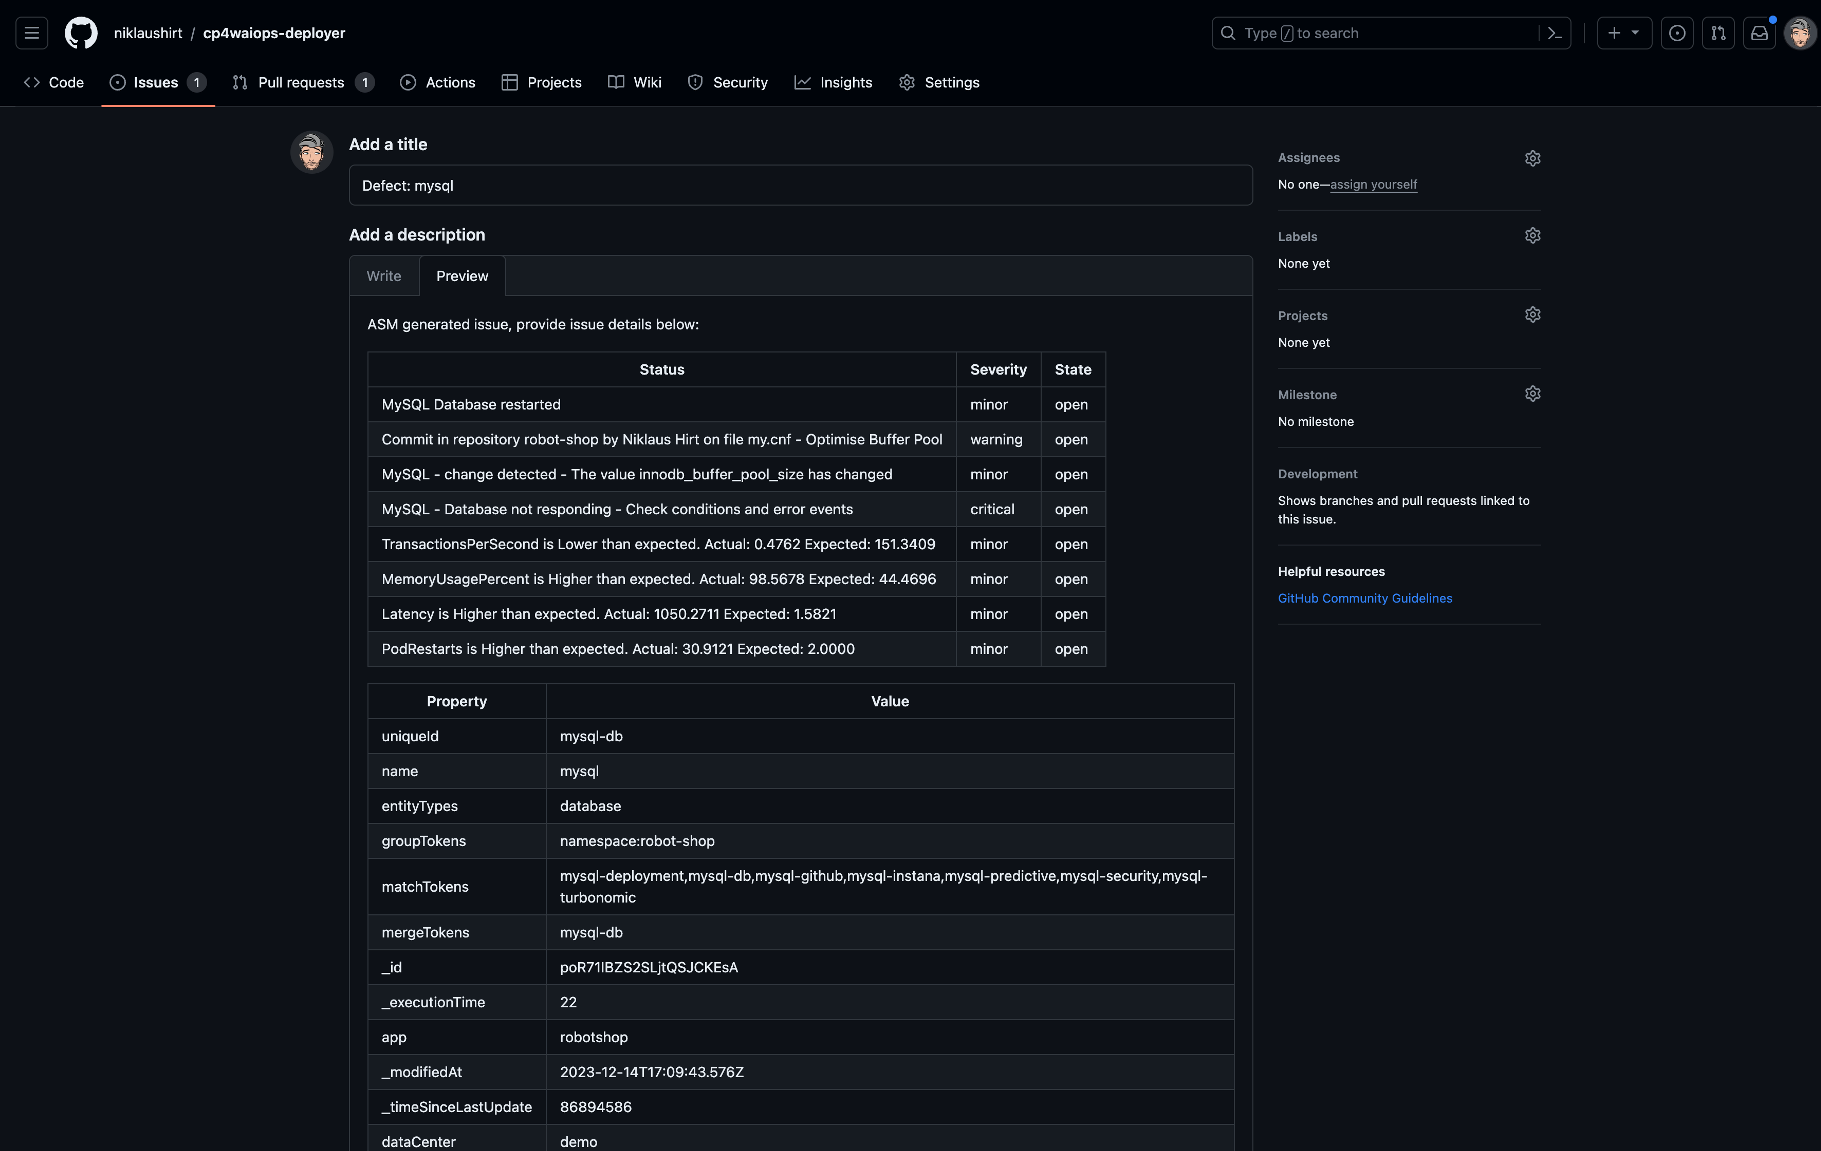 niklaushirt / cp4waiops-deployer
Type / to search
Code
Issues 1
Pull requests 1
Actions
Projects
Wiki
Security
Insights
Settings
Add a title
Defect: mysql
Add a description
Write
Preview
ASM generated issue, provide issue details below:
Status Severity State
MySQL Database restarted minor open
Commit in repository robot-shop by Niklaus Hirt on file my.cnf - Optimise Buffer Pool warning open
MySQL - change detected - The value innodb_buffer_pool_size has changed minor open
MySQL - Database not responding - Check conditions and error events critical open
TransactionsPerSecond is Lower than expected. Actual: 0.4762 Expected: 151.3409 minor open
MemoryUsagePercent is Higher than expected. Actual: 98.5678 Expected: 44.4696 minor open
Latency is Higher than expected. Actual: 1050.2711 Expected: 1.5821 minor open
PodRestarts is Higher than expected. Actual: 30.9121 Expected: 2.0000 minor open
Property Value
uniqueId mysql-db
name mysql
entityTypes database
groupTokens namespace:robot-shop
matchTokens mysql-deployment,mysql-db,mysql-github,mysql-instana,mysql-predictive,mysql-security,mysql-
turbonomic
mergeTokens mysql-db
_id poR71lBZS2SLjtQSJCKEsA
_executionTime 22
app robotshop
_modifiedAt 2023-12-14T17:09:43.576Z
_timeSinceLastUpdate 86894586
dataCenter demo
Assignees
No one—assign yourself
Labels
None yet
Projects
None yet
Milestone
No milestone
Development
Shows branches and pull requests linked to
this issue.
Helpful resources
GitHub Community Guidelines